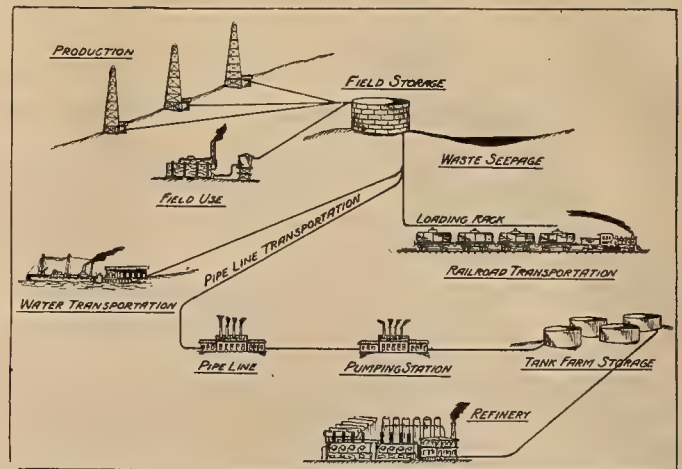 PRODUCTION
FIELD STORAGE
WASTE SEEPAGE
FIELD USE
LOADING RACK
PIPE LINE TRANSPORTATION
RAILROAD TRANSPORTATION
WATER TRANSPORTATION
PIPE LINE
PUMPING STATION
TANK FARM STORAGE
REFINERY